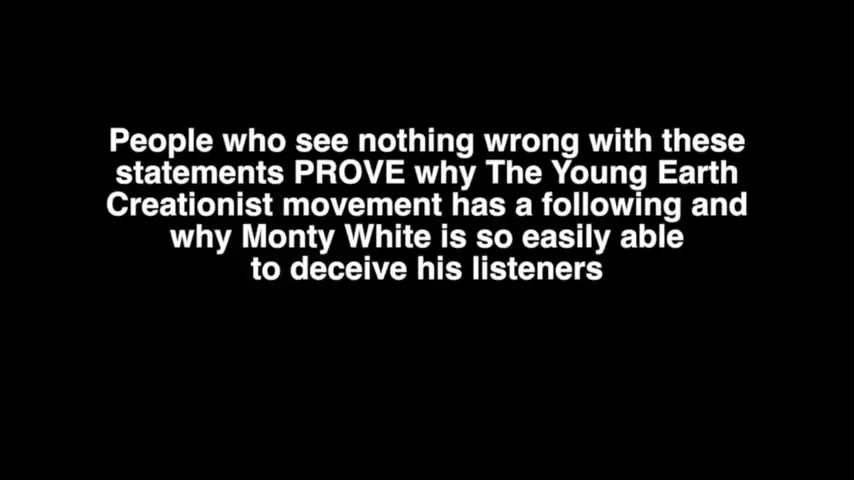 People who see nothing wrong with these
statements PROVE why The Young Earth
Creationist movement has a following and
why Monty White is so easily able
to deceive his listeners